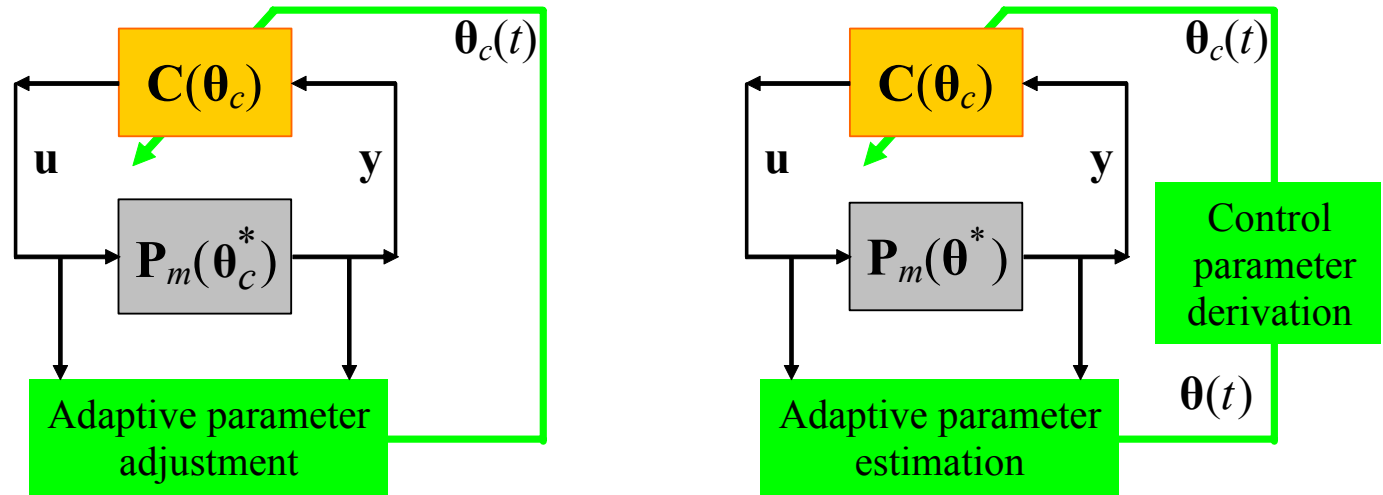 θc(t)
C(θc)
u
y
Pm(θc*)
Adaptive parameter
adjustment
θc(t)
C(θc)
u
y
Pm(θ*)
Control
parameter
derivation
θ(t)
Adaptive parameter
estimation